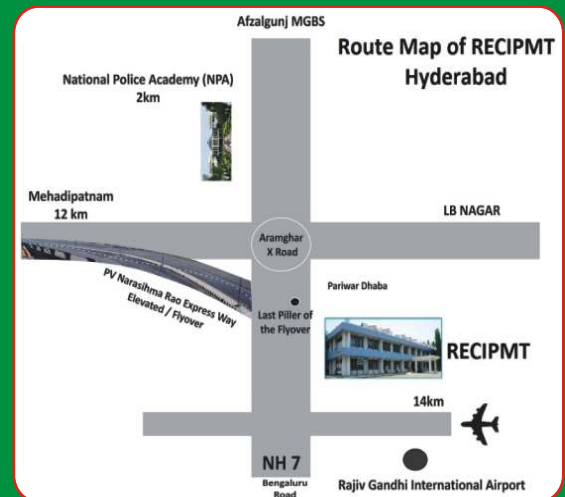 Afzalgunj MGBS
Route Map of RECIPMT
Hyderabad
National Police Academy (NPA)
2km
Mehadipatnam
12 km
LB NAGAR
Aramghar
X Road
PV Narasihma Rao Express Way
Elevated / Flyover
Pariwar Dhaba
Last Piller of
the Flyover
RECIPMT
14km
NH 7
Bengaluru
Road
Rajiv Gandhi International Airport